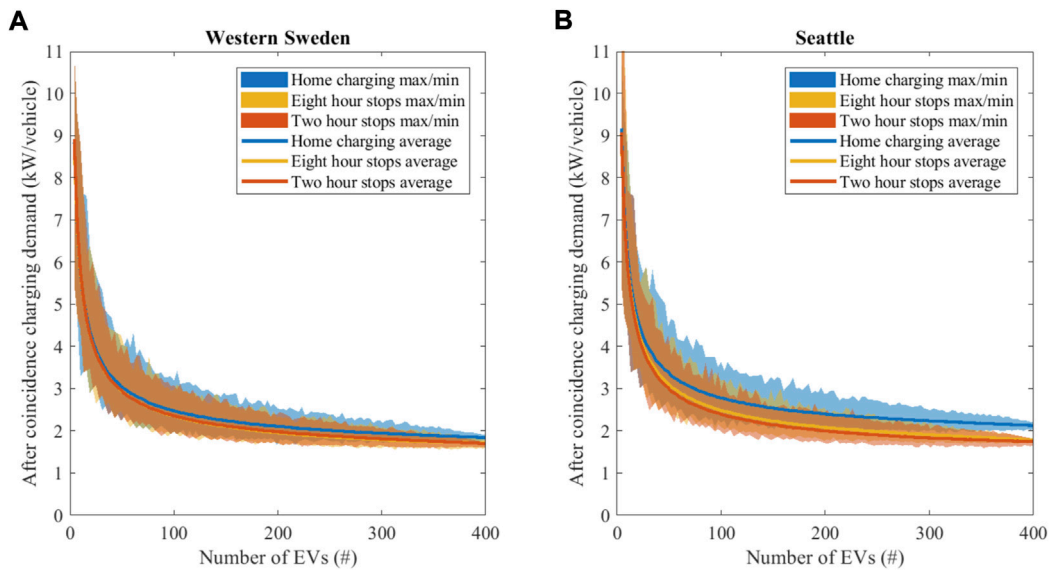 A
Western Sweden
After coincidence charging demand (kW/vehicle)
11
10
9
8
7
6
5
4
3
2
1
0
Home charging max/min
Eight hour stops max/min
Two hour stops max/min
Home charging average
Eight hour stops average
Two hour stops average
0 100 200 300 400
Number of EVs (#)
B
Seattle
After coincidence charging demand (kW/vehicle)
11
10
9
8
7
6
5
4
3
2
1
0
Home charging max/min
Eight hour stops max/min
Two hour stops max/min
Home charging average
Eight hour stops average
Two hour stops average
0 100 200 300 400
Number of EVs (#)